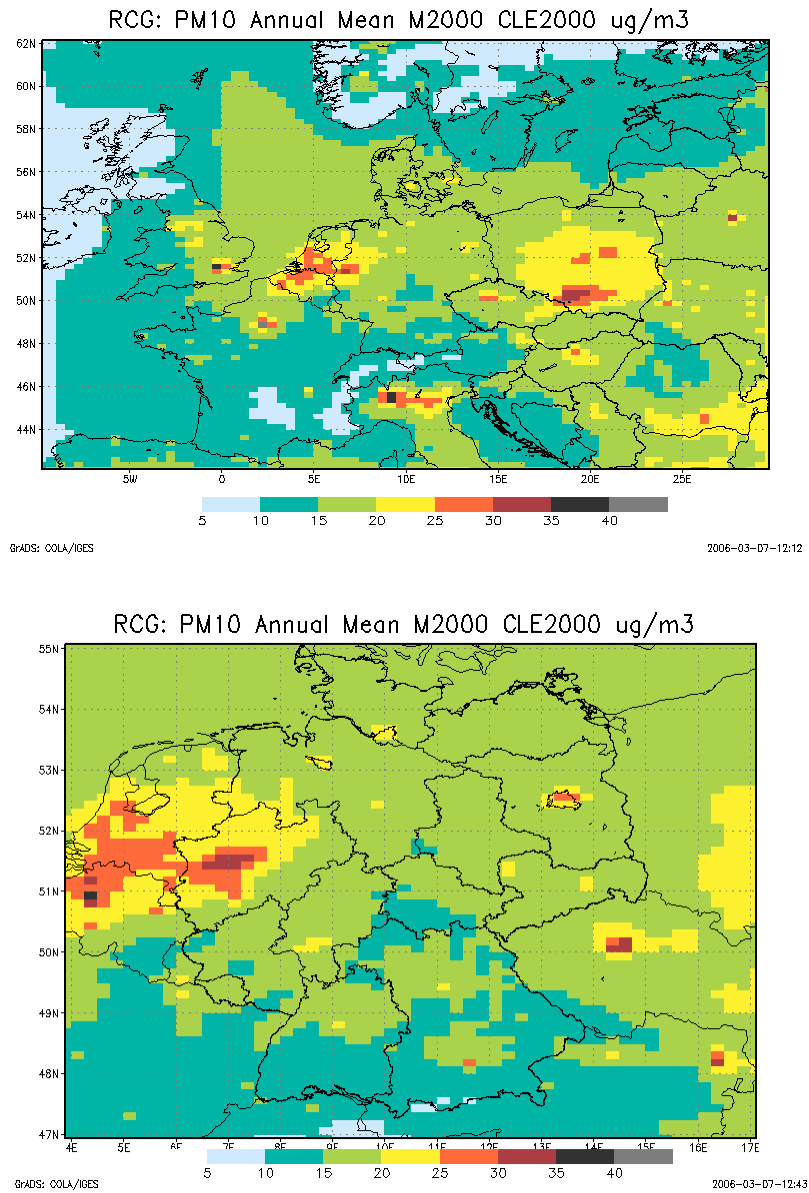 RCG: PM10 Annual Mean M2000 CLE2000 ug/m3
62N
60N
58N
56N
54N
52N
50N
48N
46N
44N
5W 0 5E 10E 15E 20E 25E
5 10 15 20 25 30 35 40
GrADS: COLA/IGES 2006-03-07-12:12
RCG: PM10 Annual Mean M2000 CLE2000 ug/m3
55N
54N
53N
52N
51N
50N
49N
48N
47N
4E 5E 6E 7E 8E 9E 10E 11E 12E 13E 14E 15E 16E 17E
5 10 15 20 25 30 35 40
GrADS: COLA/IGES 2006-03-07-12:43